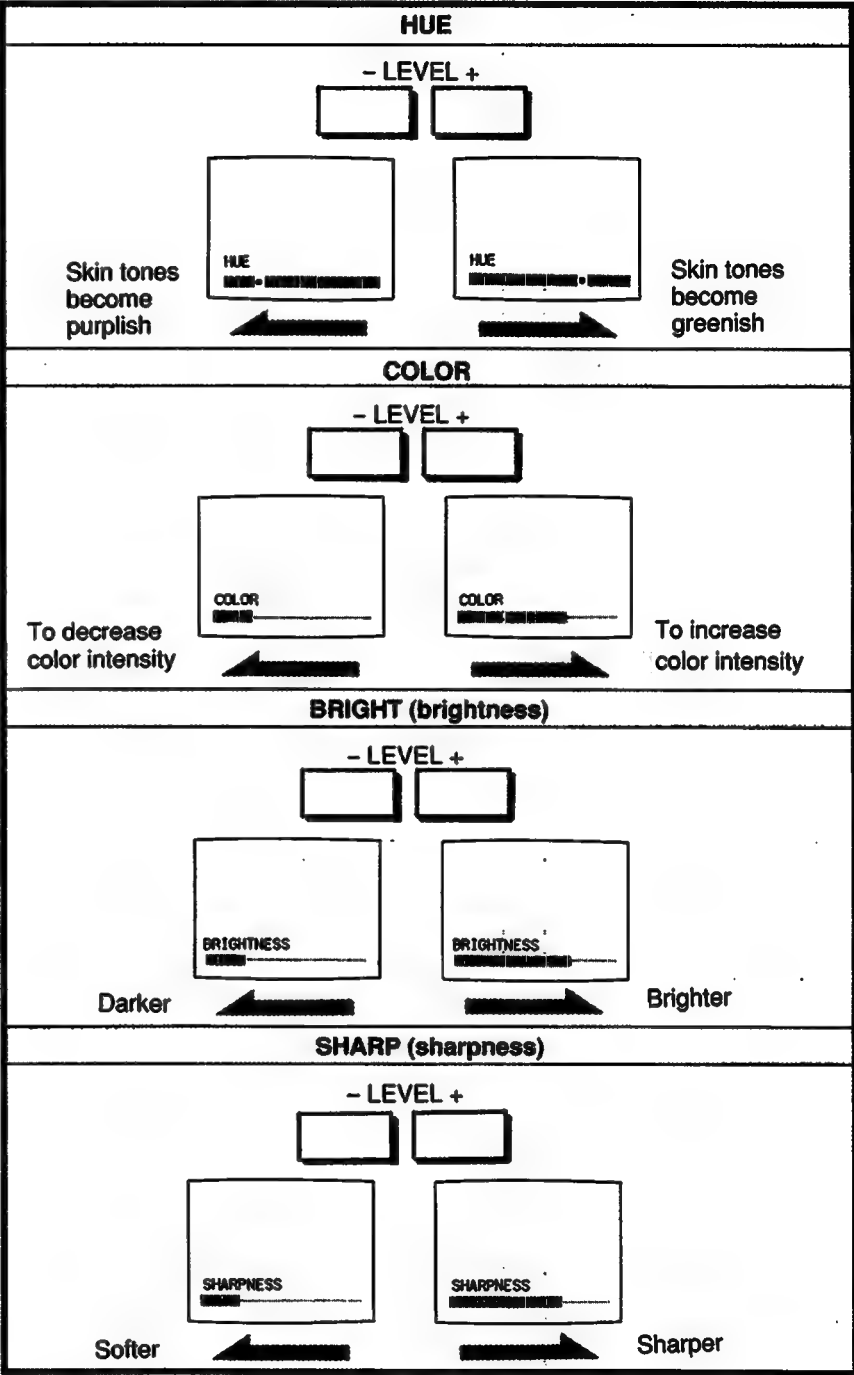 HUE
– LEVEL +
HUE
HUE
Skin tones
become
purplish
Skin tones
become
greenish
COLOR
– LEVEL +
COLOR
COLOR
To decrease
color intensity
To increase
color intensity
BRIGHT (brightness)
– LEVEL +
BRIGHTNESS
BRIGHTNESS
Darker
Brighter
SHARP (sharpness)
– LEVEL +
SHARPNESS
SHARPNESS
Softer
Sharper